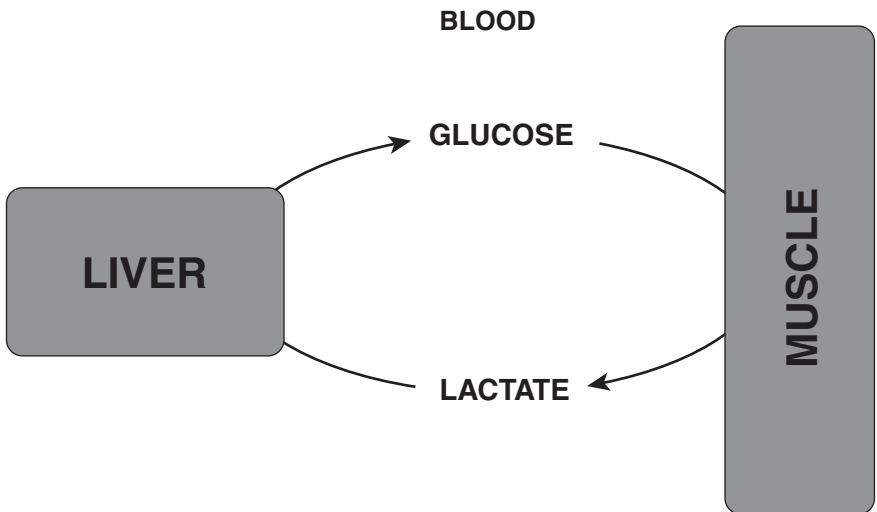 BLOOD
GLUCOSE
LIVER
MUSCLE
LACTATE